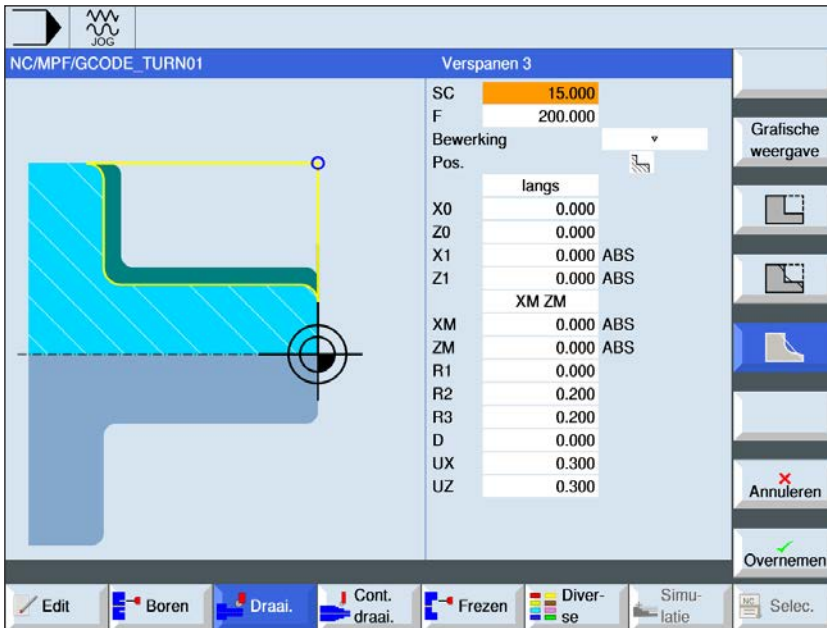 JOG
NC/MPF/GCODE_TURN01
Verspanen 3
SC 15.000
F 200.000
Bewerking
Pos.
langs
X0 0.000
Z0 0.000
X1 0.000 ABS
Z1 0.000 ABS
XM ZM
XM 0.000 ABS
ZM 0.000 ABS
R1 0.000
R2 0.200
R3 0.200
D 0.000
UX 0.300
UZ 0.300
Grafische
weergave
Annuleren
Overnemen
Edit
Boren
Draai.
Cont.
draai.
Frezen
Diver-
se
Simu-
latie
NC
Selec.